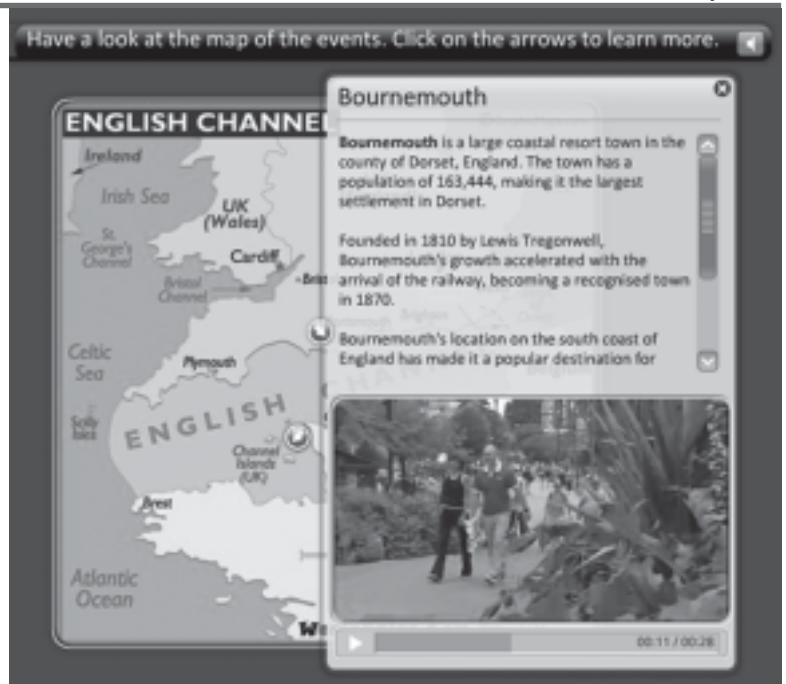 Have a look at the map of the events. Click on the arrows to learn more.
ENGLISH CHANNEL
Ireland
Irish Sea
UK
(Wales)
St.
George's
Channel
Cardiff
Bristol
Channel
Celtic
Sea
Plymouth
Scilly
Isles
ENGLISH
Channel
Islands
(UK)
Brest
Atlantic
Ocean
Bournemouth
Bournemouth is a large coastal resort town in the
county of Dorset, England. The town has a
population of 163,444, making it the largest
settlement in Dorset.
Founded in 1810 by Lewis Tregonwell,
Bournemouth's growth accelerated with the
arrival of the railway, becoming a recognised town
in 1870.
Bournemouth's location on the south coast of
England has made it a popular destination for
00:11 / 00:28